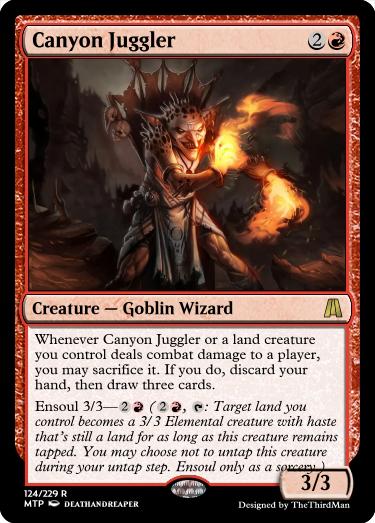 Canyon Juggler 2
Creature — Goblin Wizard
Whenever Canyon Juggler or a land creature
you control deals combat damage to a player,
you may sacrifice it. If you do, discard your
hand, then draw three cards.
Ensoul 3/3—2 ( 2 , : Target land you
control becomes a 3/3 Elemental creature with haste
that's still a land for as long as this creature remains
tapped. You may choose not to untap this creature
during your untap step. Ensoul only as a sorcery.)
3/3
124/229 R
MTP DEATHANDREAPER
Designed by TheThirdMan